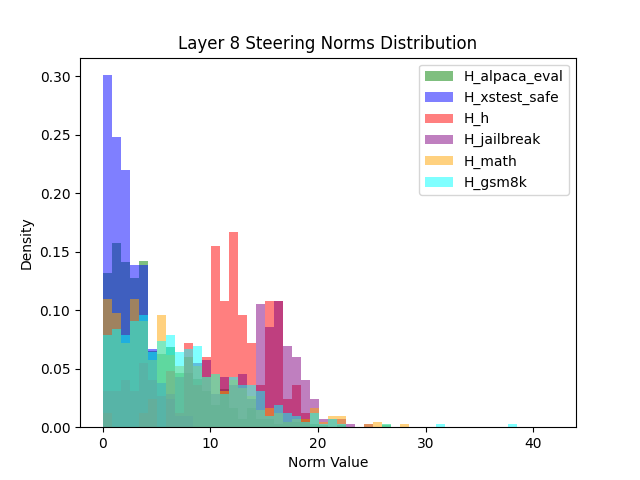 Layer 8 Steering Norms Distribution
H_alpaca_eval
H_xstest_safe
H_h
H_jailbreak
H_math
H_gsm8k
0.30
0.25
0.20
0.15
0.10
0.05
0.00
Density
0 10 20 30 40
Norm Value